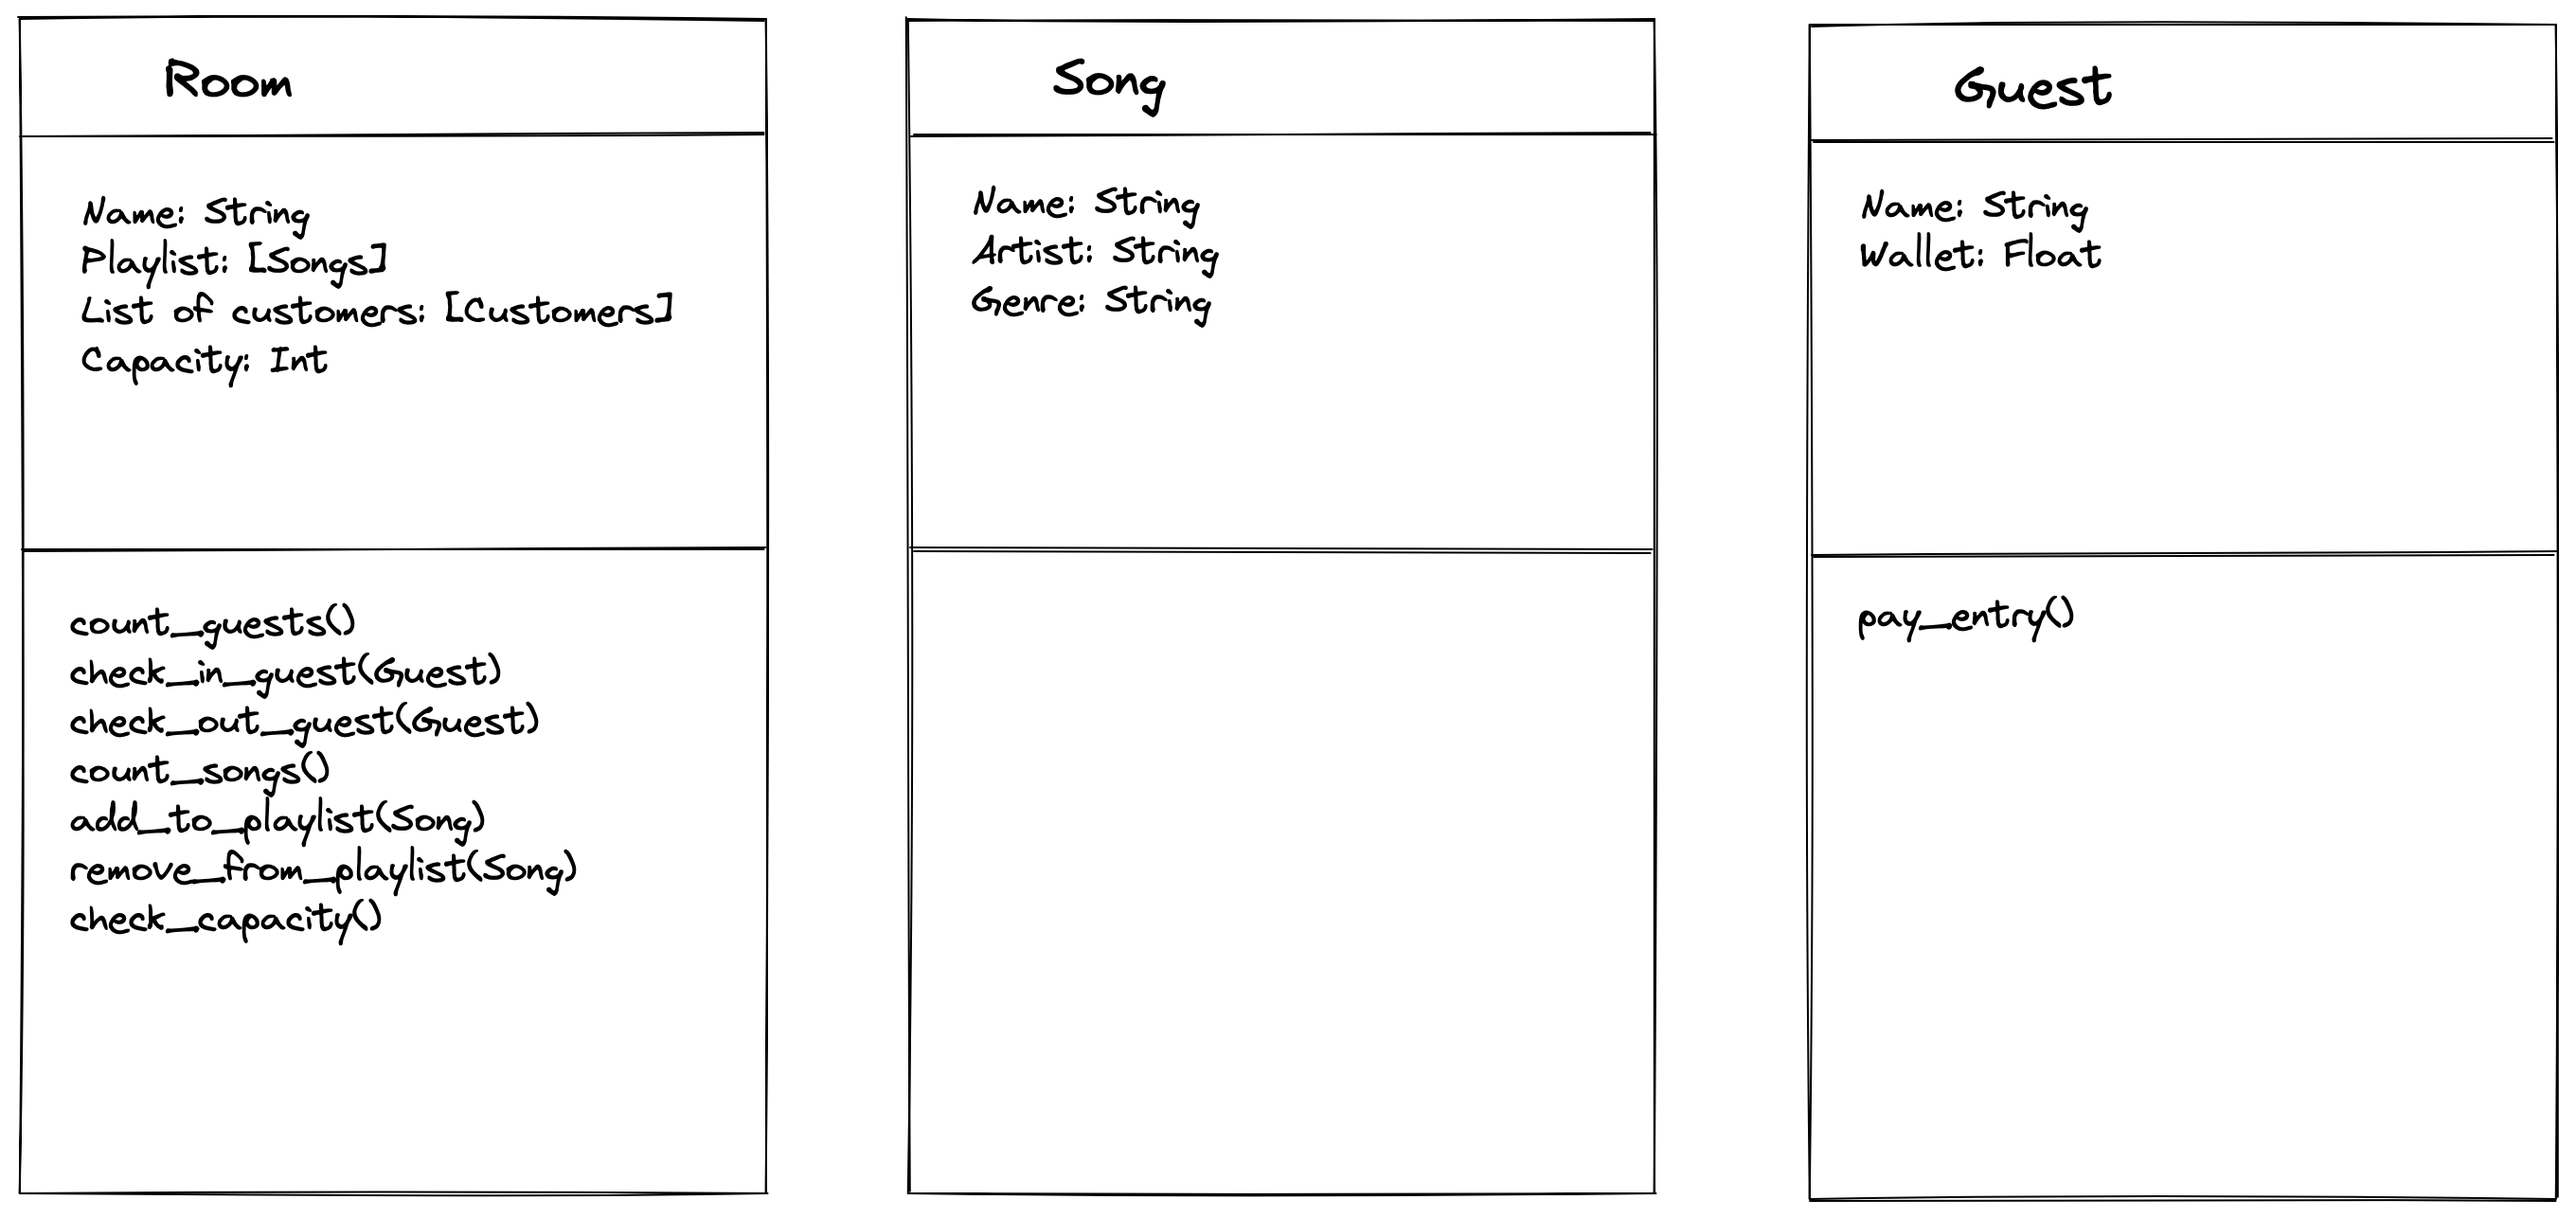 Room
Name: String
Playlist: [Songs]
List of customers: [Customers]
Capacity: Int
count_guests()
check_in_guest(Guest)
check_out_guest(Guest)
count_songs()
add_to_playlist(Song)
remove_from_playlist(Song)
check_capacity()
Song
Name: String
Artist: String
Genre: String
Guest
Name: String
Wallet: Float
pay_entry()